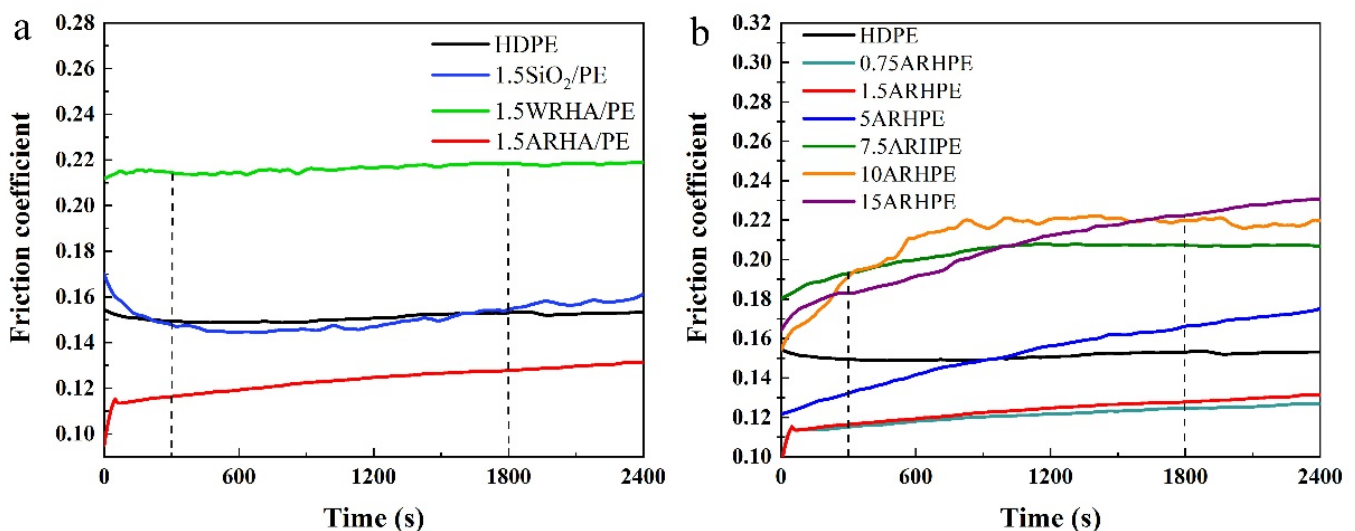 a
0.28
0.26
0.24
0.22
0.20
0.18
0.16
0.14
0.12
0.10
Friction coefficient
HDPE
1.5SiO₂/PE
1.5WRHA/PE
1.5ARHA/PE
0
600
1200
1800
2400
Time (s)
b
0.32
0.30
0.28
0.26
0.24
0.22
0.20
0.18
0.16
0.14
0.12
0.10
Friction coefficient
HDPE
0.75ARHPE
1.5ARHPE
5ARHPE
7.5ARHPE
10ARHPE
15ARHPE
0
600
1200
1800
2400
Time (s)